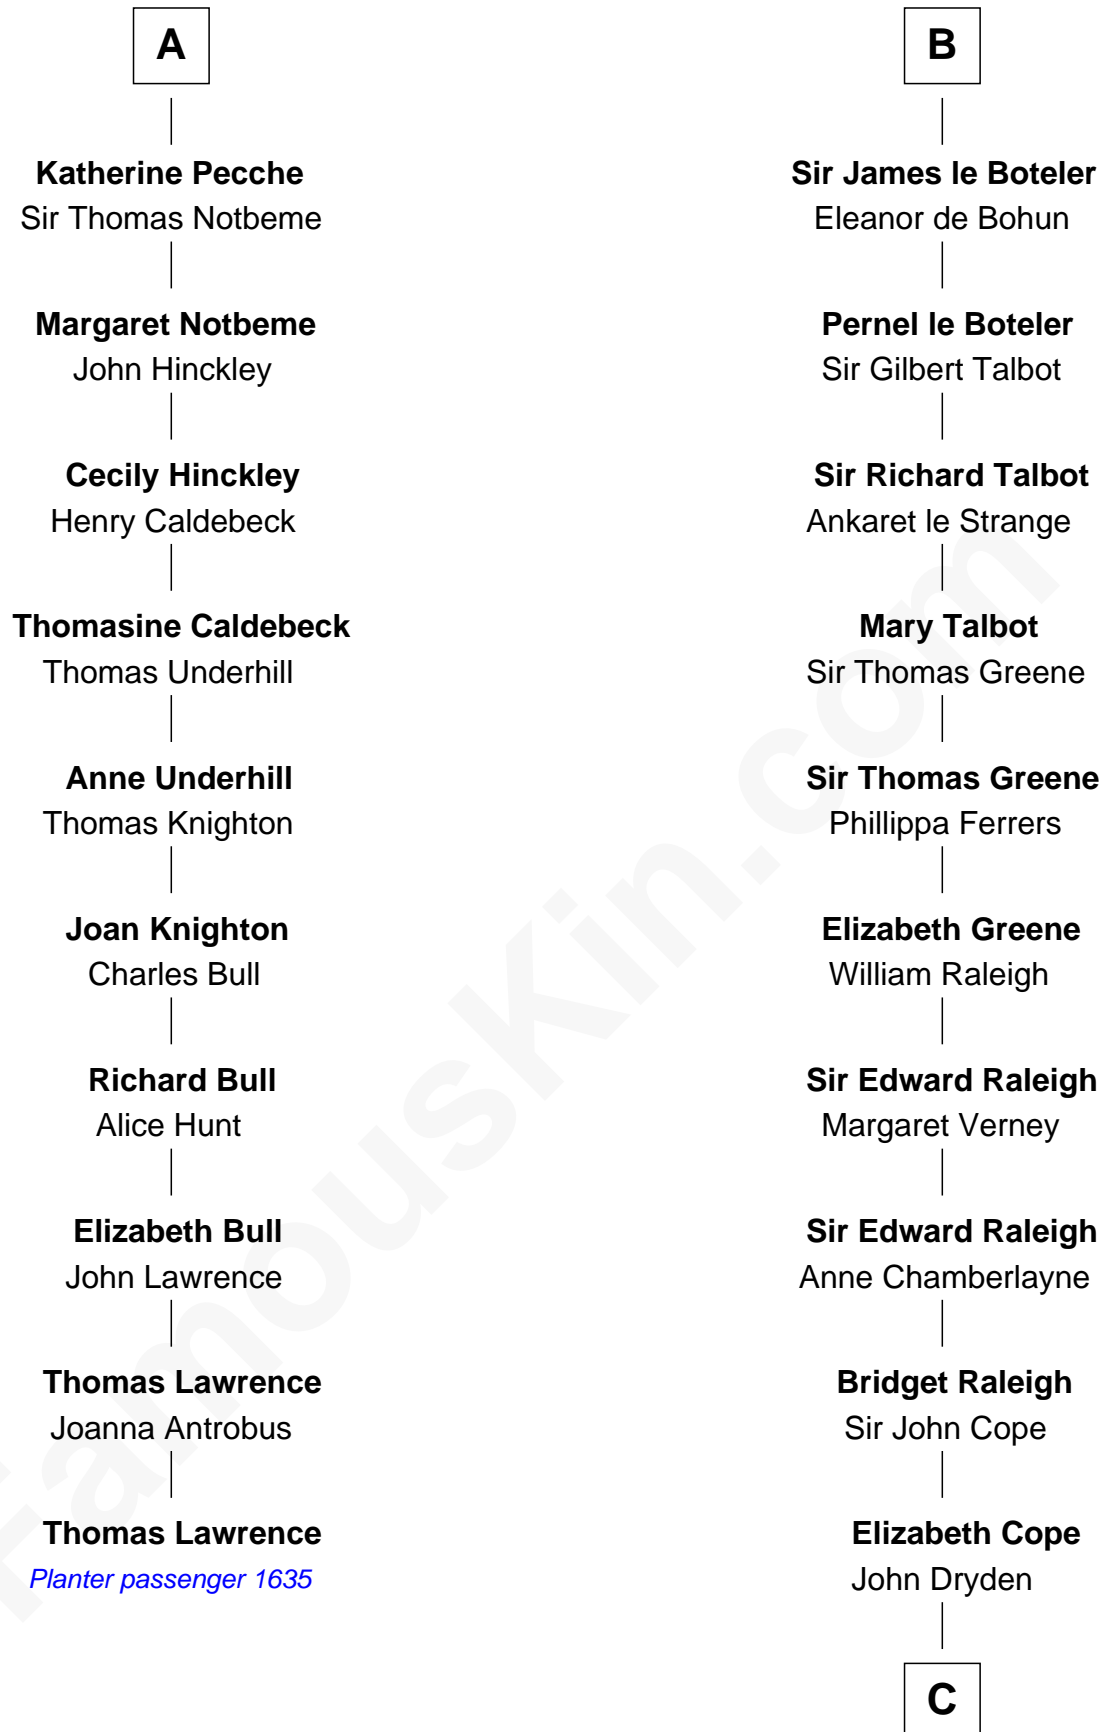 A
Katherine Pecche
Sir Thomas Notbeme
Margaret Notbeme
John Hinckley
Cecily Hinckley
Henry Caldebeck
Thomasine Caldebeck
Thomas Underhill
Anne Underhill
Thomas Knighton
Joan Knighton
Charles Bull
Richard Bull
Alice Hunt
Elizabeth Bull
John Lawrence
Thomas Lawrence
Joanna Antrobus
Thomas Lawrence
Planter passenger 1635
B
Sir James le Boteler
Eleanor de Bohun
Pernel le Boteler
Sir Gilbert Talbot
Sir Richard Talbot
Ankaret le Strange
Mary Talbot
Sir Thomas Greene
Sir Thomas Greene
Phillippa Ferrers
Elizabeth Greene
William Raleigh
Sir Edward Raleigh
Margaret Verney
Sir Edward Raleigh
Anne Chamberlayne
Bridget Raleigh
Sir John Cope
Elizabeth Cope
John Dryden
C
FamousKin.com